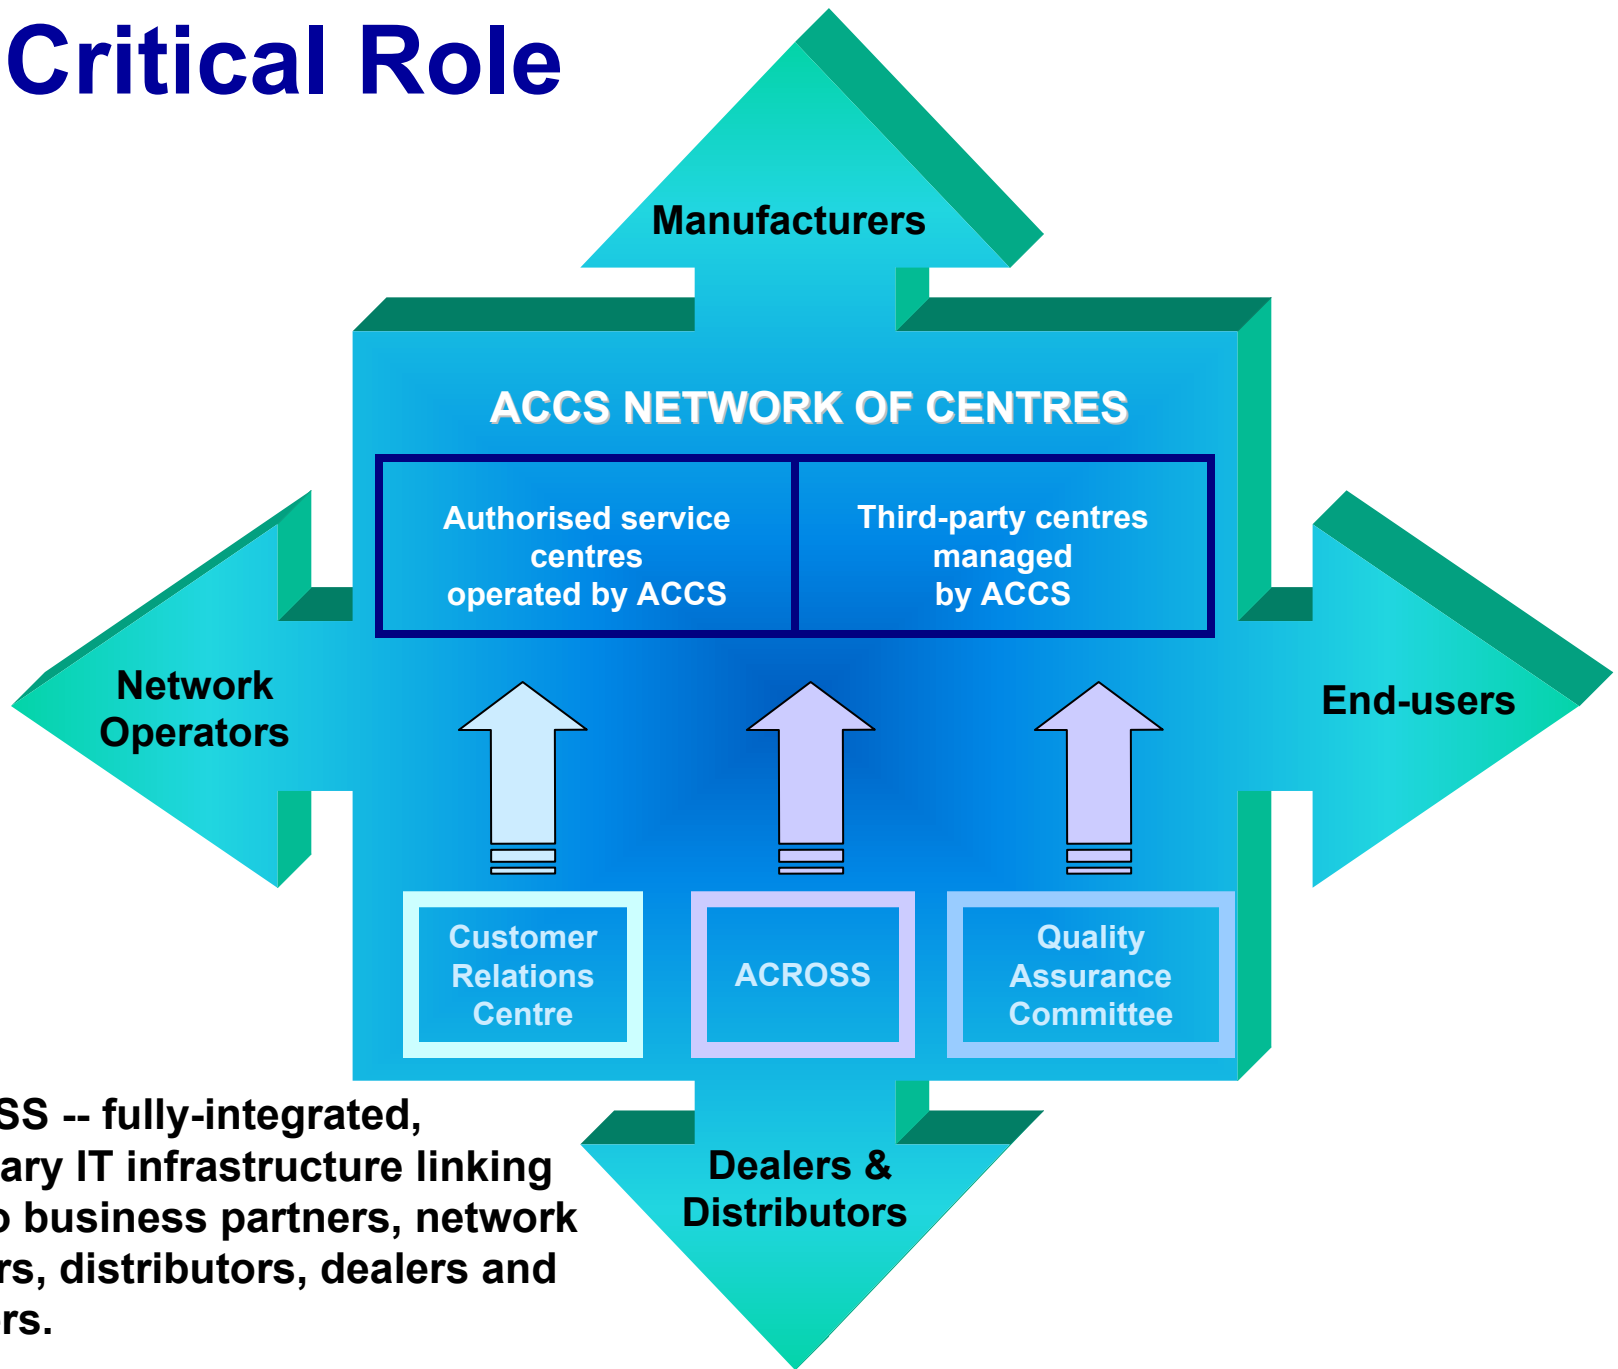 Critical Role
Manufacturers
ACCS NETWORK OF CENTRES
Authorised service
centres
operated by ACCS
Third-party centres
managed
by ACCS
Network
Operators
End-users
Customer
Relations
Centre
ACROSS
Quality
Assurance
Committee
SS -- fully-integrated,
ary IT infrastructure linking
o business partners, network
rs, distributors, dealers and
rs.
Dealers &
Distributors